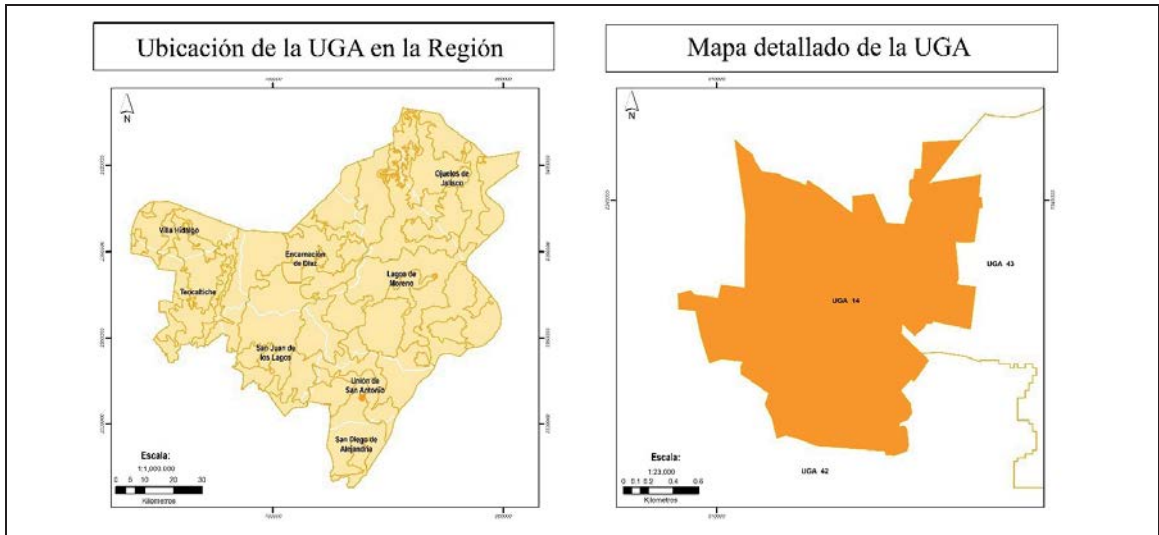 Ubicación de la UGA en la Región
N
Ojuelos de
Jalisco
Villa Hidalgo
Encarnación
de Díaz
Teocaltiche
Lagos de
Moreno
San Juan de
los Lagos
Unión de
San Antonio
San Diego de
Alejandría
Escala:
1:1,000,000
0 5 10 20 30
Kilómetros
Mapa detallado de la UGA
N
UGA 43
UGA 14
UGA 42
Escala:
1:23,000
0 0.1 0.2 0.4 0.6
Kilometros